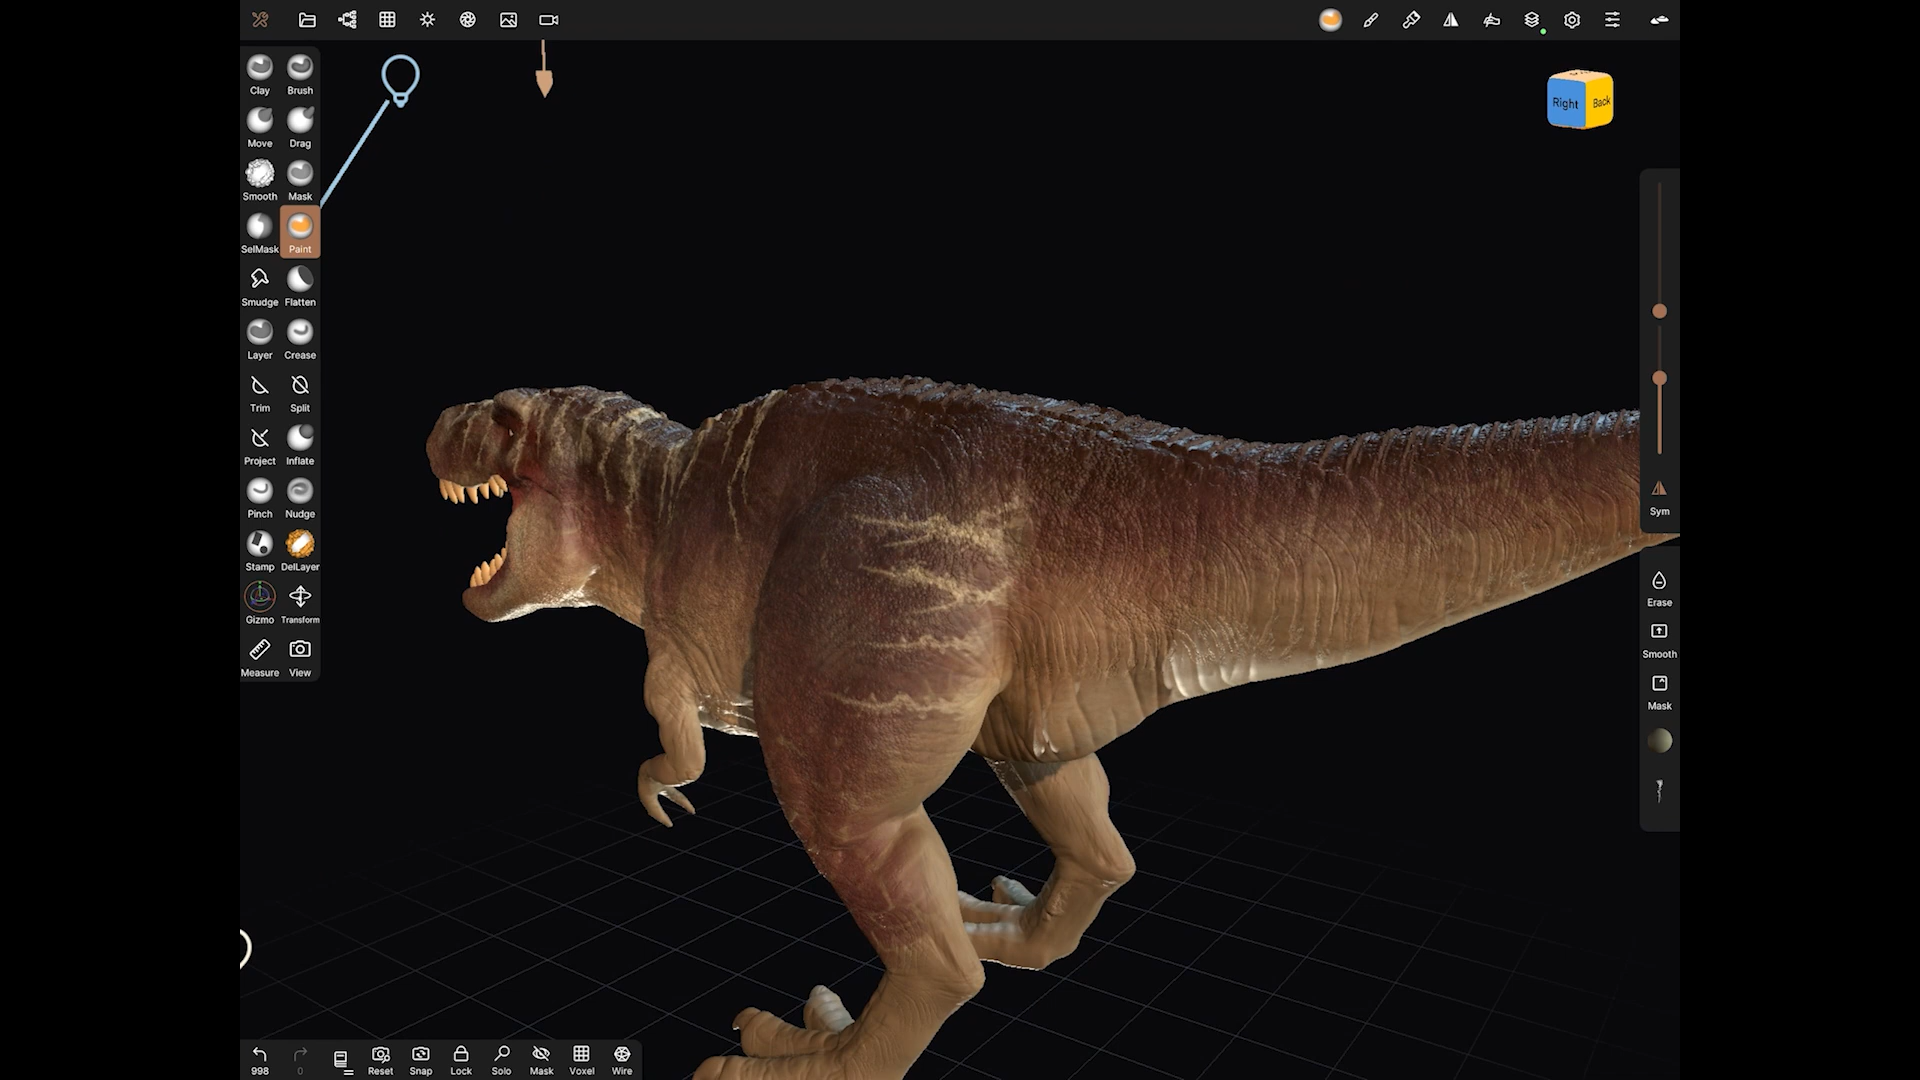 Clay Brush
Move Drag
Smooth Mask
SelMask Paint
Smudge Flatten
Layer Crease
Trim Split
Project Inflate
Pinch Nudge
Stamp DelLayer
Gizmo Transform
Measure View
Right Back
Sym
Erase
Smooth
Mask
998 0 Reset Snap Lock Solo Mask Voxel Wire